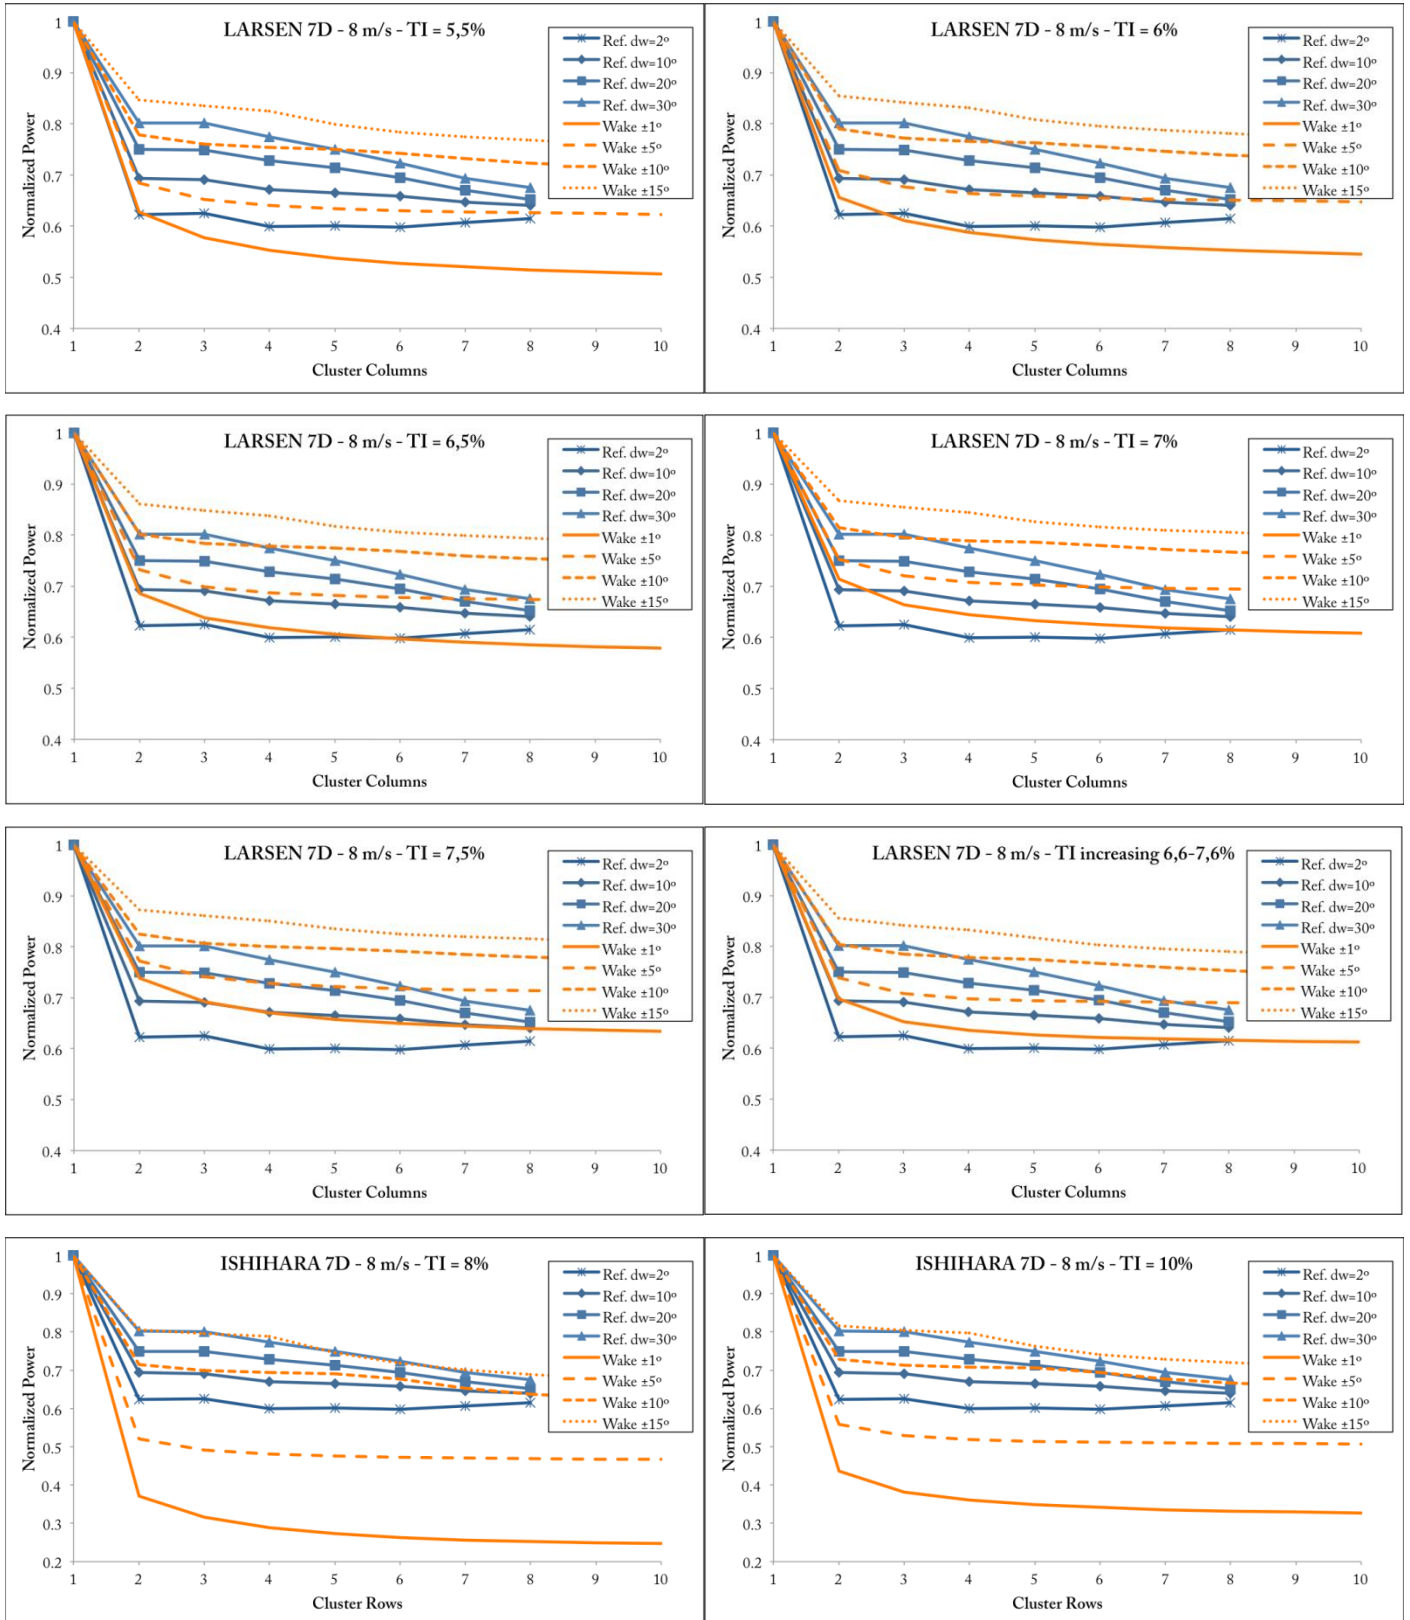 LARSEN 7D - 8 m/s - TI = 5,5%
Normalized Power
1
0.9
0.8
0.7
0.6
0.5
0.4
1 2 3 4 5 6 7 8 9 10
Cluster Columns
Ref. dw=2º
Ref. dw=10º
Ref. dw=20º
Ref. dw=30º
Wake ±1º
Wake ±5º
Wake ±10º
Wake ±15º
LARSEN 7D - 8 m/s - TI = 6%
Normalized Power
1
0.9
0.8
0.7
0.6
0.5
0.4
1 2 3 4 5 6 7 8 9 10
Cluster Columns
Ref. dw=2º
Ref. dw=10º
Ref. dw=20º
Ref. dw=30º
Wake ±1º
Wake ±5º
Wake ±10º
Wake ±15º
LARSEN 7D - 8 m/s - TI = 6,5%
Normalized Power
1
0.9
0.8
0.7
0.6
0.5
0.4
1 2 3 4 5 6 7 8 9 10
Cluster Columns
Ref. dw=2º
Ref. dw=10º
Ref. dw=20º
Ref. dw=30º
Wake ±1º
Wake ±5º
Wake ±10º
Wake ±15º
LARSEN 7D - 8 m/s - TI = 7%
Normalized Power
1
0.9
0.8
0.7
0.6
0.5
0.4
1 2 3 4 5 6 7 8 9 10
Cluster Columns
Ref. dw=2º
Ref. dw=10º
Ref. dw=20º
Ref. dw=30º
Wake ±1º
Wake ±5º
Wake ±10º
Wake ±15º
LARSEN 7D - 8 m/s - TI = 7,5%
Normalized Power
1
0.9
0.8
0.7
0.6
0.5
0.4
1 2 3 4 5 6 7 8 9 10
Cluster Columns
Ref. dw=2º
Ref. dw=10º
Ref. dw=20º
Ref. dw=30º
Wake ±1º
Wake ±5º
Wake ±10º
Wake ±15º
LARSEN 7D - 8 m/s - TI increasing 6,6-7,6%
Normalized Power
1
0.9
0.8
0.7
0.6
0.5
0.4
1 2 3 4 5 6 7 8 9 10
Cluster Columns
Ref. dw=2º
Ref. dw=10º
Ref. dw=20º
Ref. dw=30º
Wake ±1º
Wake ±5º
Wake ±10º
Wake ±15º
ISHIHARA 7D - 8 m/s - TI = 8%
Normalized Power
1
0.9
0.8
0.7
0.6
0.5
0.4
0.3
0.2
1 2 3 4 5 6 7 8 9 10
Cluster Rows
Ref. dw=2º
Ref. dw=10º
Ref. dw=20º
Ref. dw=30º
Wake ±1º
Wake ±5º
Wake ±10º
Wake ±15º
ISHIHARA 7D - 8 m/s - TI = 10%
Normalized Power
1
0.9
0.8
0.7
0.6
0.5
0.4
0.3
0.2
1 2 3 4 5 6 7 8 9 10
Cluster Rows
Ref. dw=2º
Ref. dw=10º
Ref. dw=20º
Ref. dw=30º
Wake ±1º
Wake ±5º
Wake ±10º
Wake ±15º